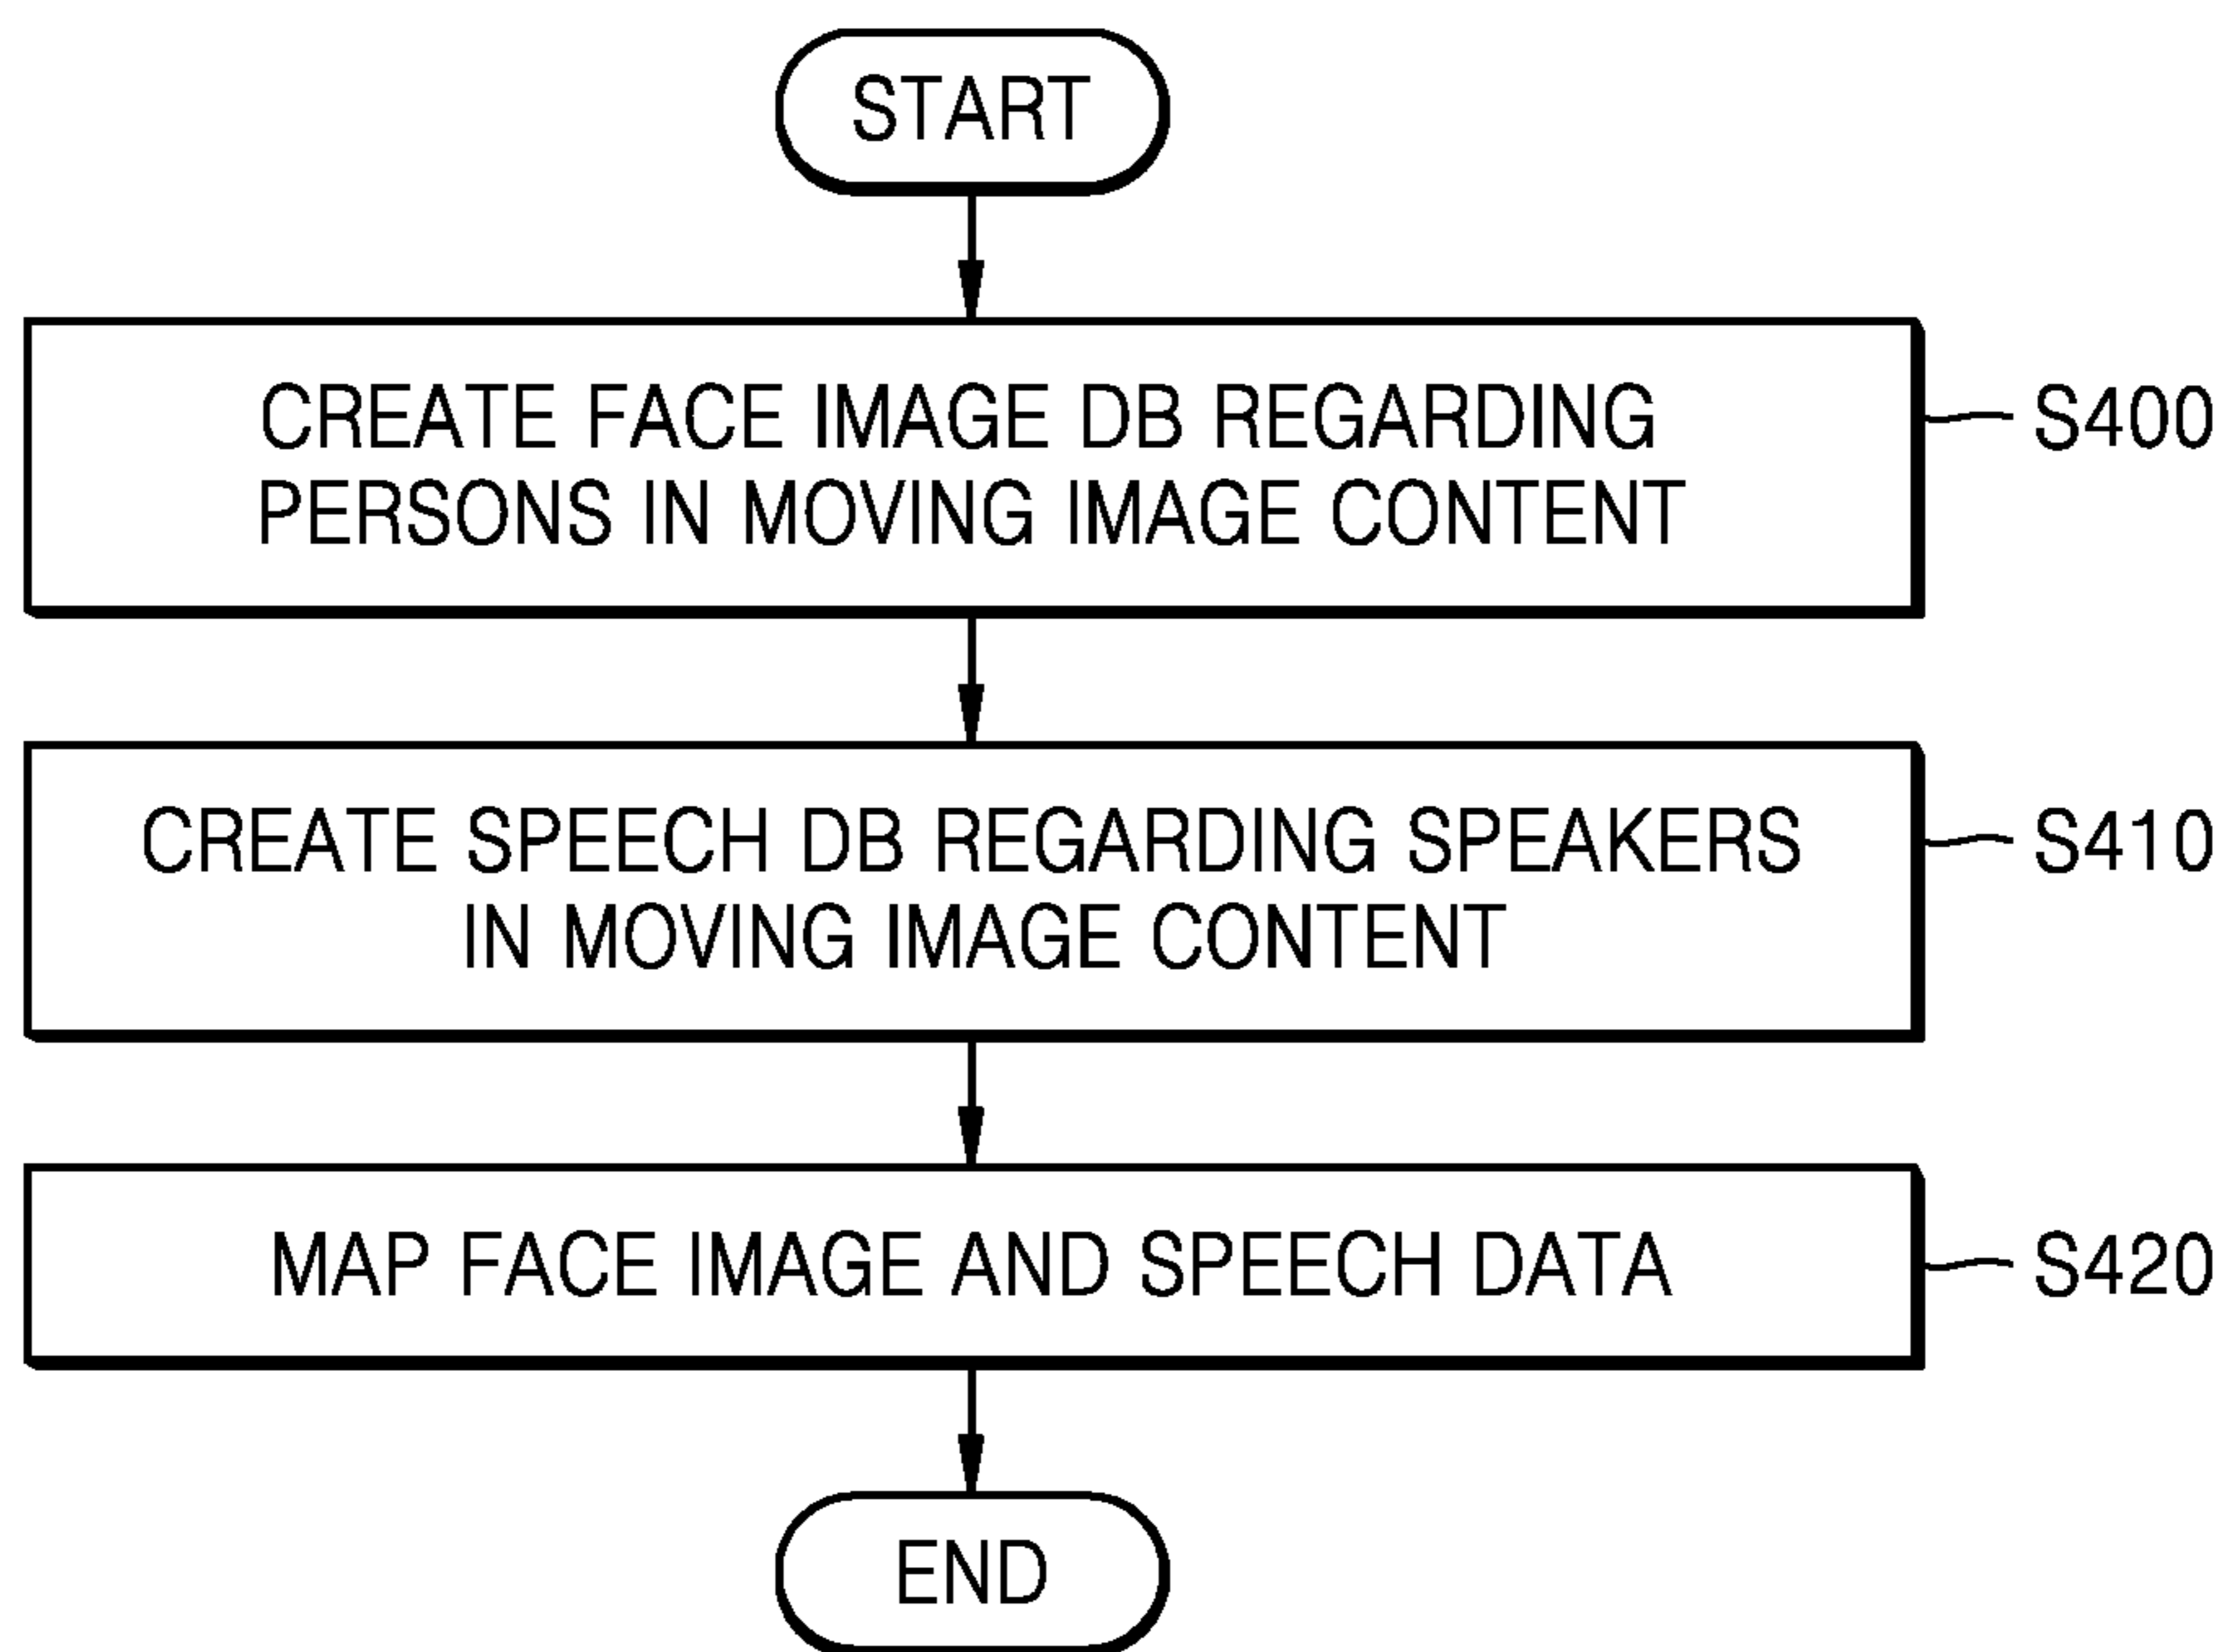 START
CREATE FACE IMAGE DB REGARDING
PERSONS IN MOVING IMAGE CONTENT
S400
CREATE SPEECH DB REGARDING SPEAKERS
IN MOVING IMAGE CONTENT
S410
MAP FACE IMAGE AND SPEECH DATA
S420
END